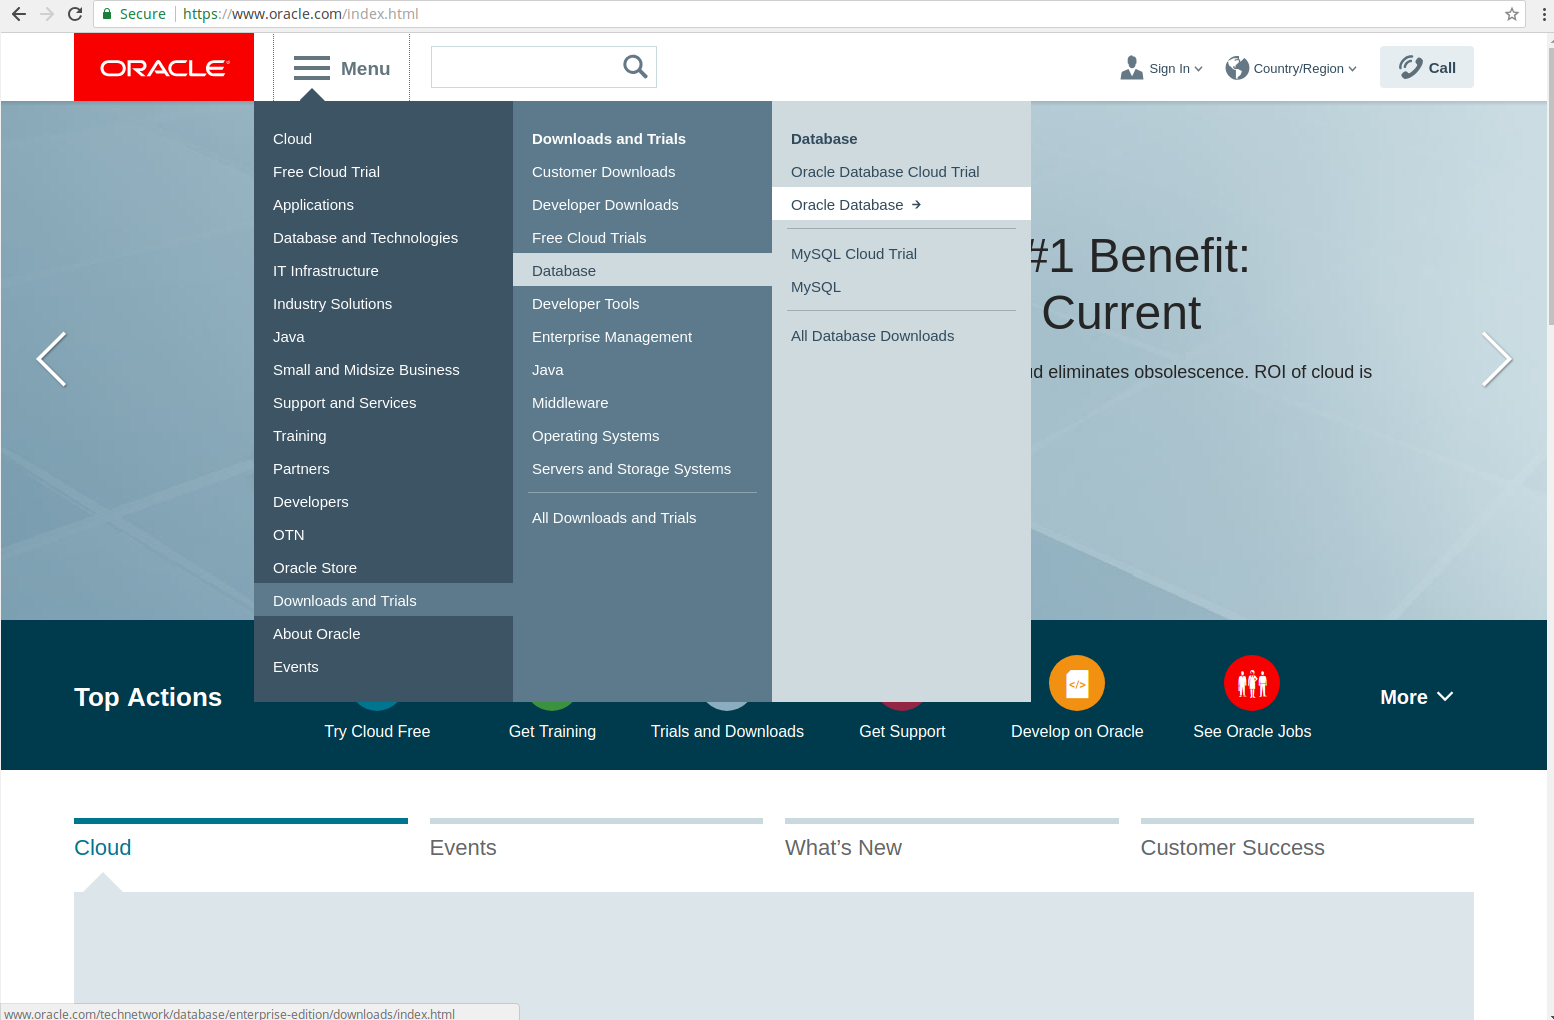 Secure
https://www.oracle.com/index.html
ORACLE
Menu
Sign In
Country/Region
Call
Cloud
Free Cloud Trial
Applications
Database and Technologies
IT Infrastructure
Industry Solutions
Java
Small and Midsize Business
Support and Services
Training
Partners
Developers
OTN
Oracle Store
Downloads and Trials
About Oracle
Events
Downloads and Trials
Customer Downloads
Developer Downloads
Free Cloud Trials
Database
Developer Tools
Enterprise Management
Java
Middleware
Operating Systems
Servers and Storage Systems
All Downloads and Trials
Database
Oracle Database Cloud Trial
Oracle Database
MySQL Cloud Trial
MySQL
All Database Downloads
#1 Benefit:
Current
eliminates obsolescence. ROI of cloud is
Top Actions
Try Cloud Free
Get Training
Trials and Downloads
Get Support
</>
Develop on Oracle
See Oracle Jobs
More
Cloud
Events
What's New
Customer Success
www.oracle.com/technetwork/database/enterprise-edition/downloads/index.html